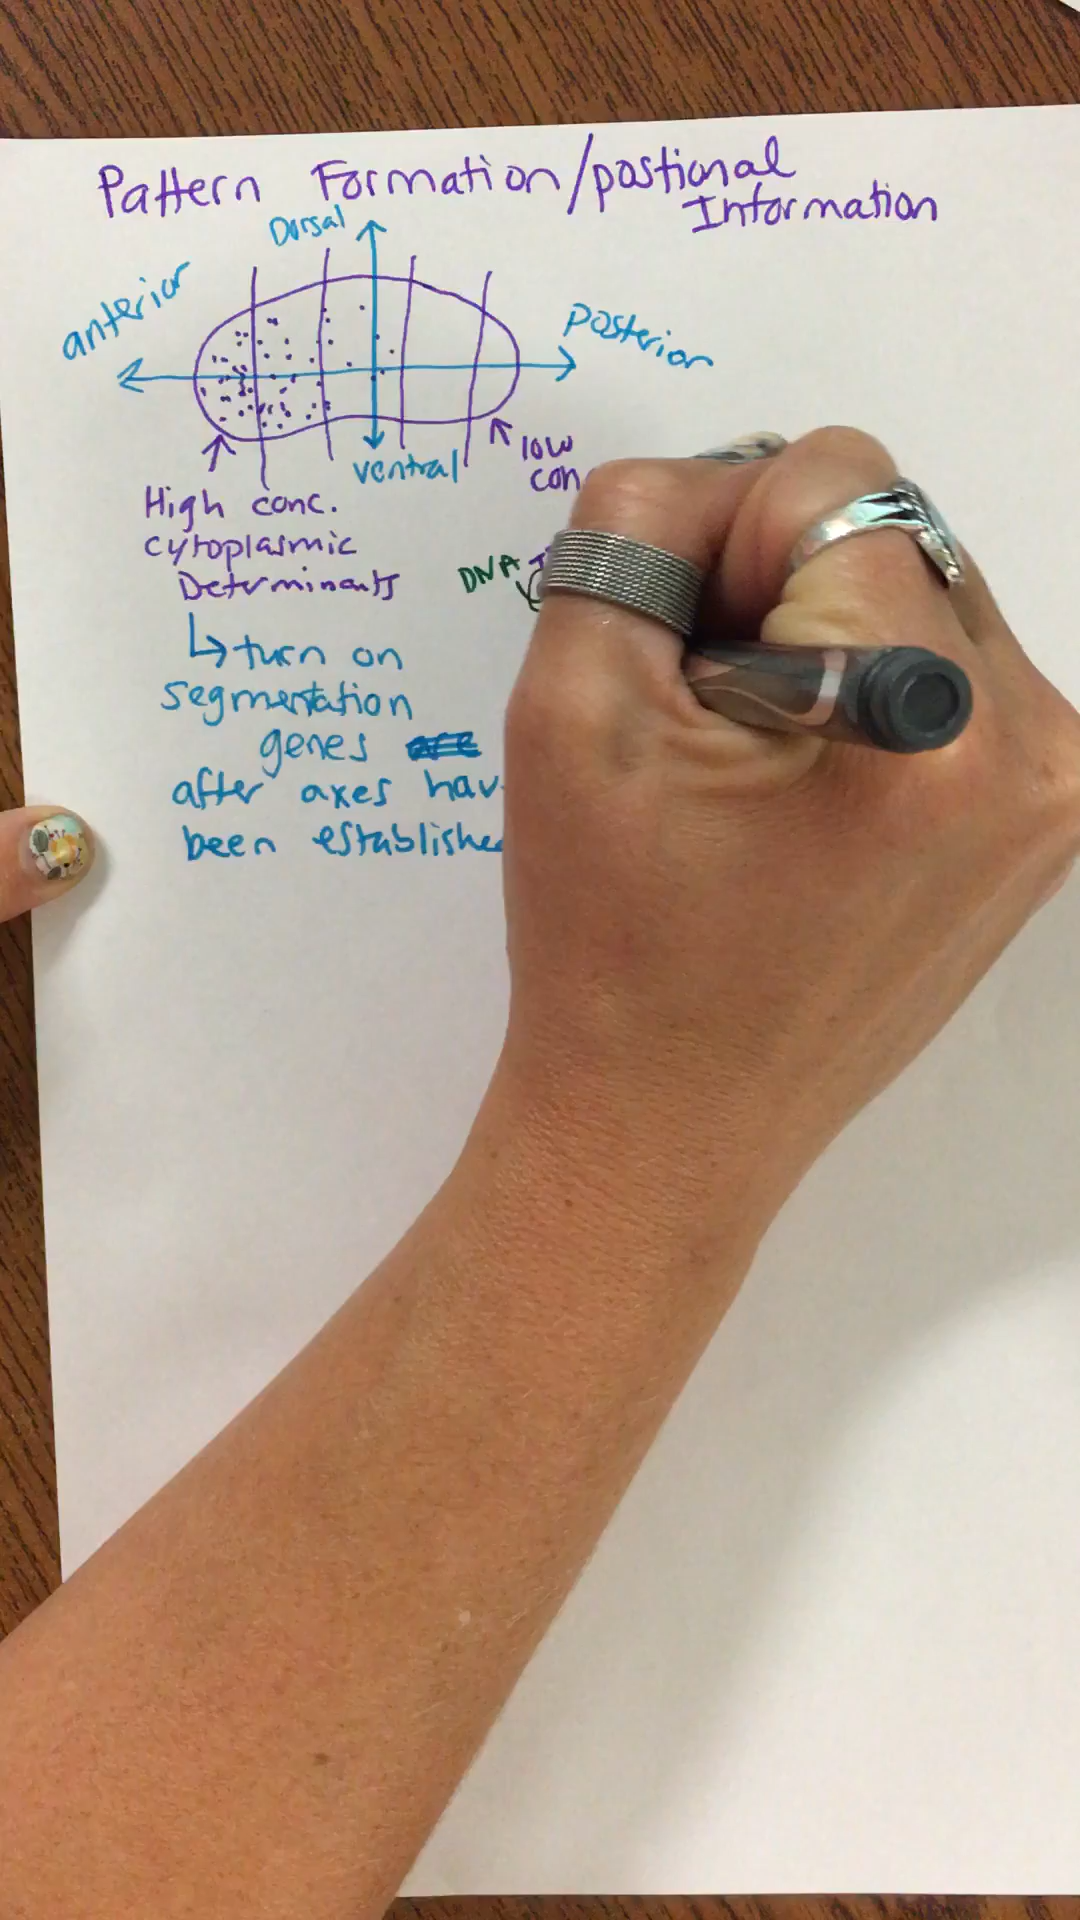 Pattern Formation/postional
Information
Dorsal
anterior
Posterior
ventral
low
High conc.
cytoplasmic
Determinants
DNA
↳turn on
segmentation
genes
after axes
been